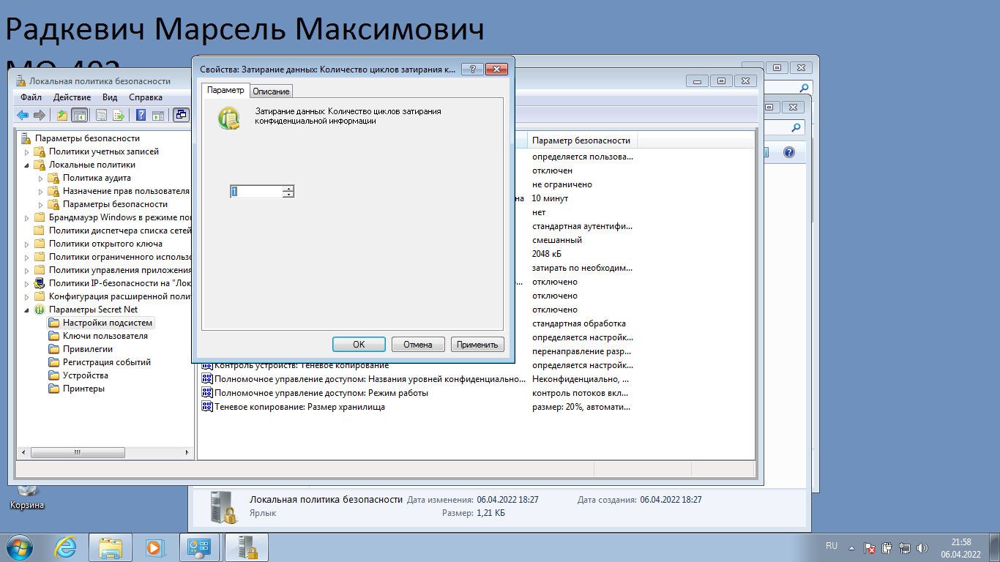 Радкевич Марсель Максимович
Локальная политика безопасности
Файл Действие Вид Справка
Свойства: Затирание данных: Количество циклов затирания к...
Параметр Описание
Затирание данных: Количество циклов затирания
конфиденциальной информации
1
OK Отмена Применить
Параметры безопасности
Политики учетных записей
Локальные политики
Политика аудита
Назначение прав пользователя
Параметры безопасности
Брандмауэр Windows в режиме по
Политики диспетчера списка сетей
Политики открытого ключа
Политики ограниченного использо
Политики управления приложения
Политики IP-безопасности на "Лок
Конфигурация расширенной поли
Параметры Secret Net
Настройки подсистем
Ключи пользователя
Привилегии
Регистрация событий
Устройства
Принтеры
Параметр безопасности
определяется пользова...
отключен
не ограничено
на 10 минут
нет
стандартная аутентифи...
смешанный
2048 кБ
затирать по необходим...
... отключено
отключено
отключено
стандартная обработка
определяется настройк...
перенаправление разр...
Контроль устройств: Теневое копирование определяется настройк...
Полномочное управление доступом: Названия уровней конфиденциально... Неконфиденциально, ...
Полномочное управление доступом: Режим работы контроль потоков вкл...
Теневое копирование: Размер хранилища размер: 20%, автомати...
Корзина
Локальная политика безопасности Дата изменения: 06.04.2022 18:27 Дата создания: 06.04.2022 18:27
Ярлык Размер: 1,21 КБ
RU
21:58
06.04.2022